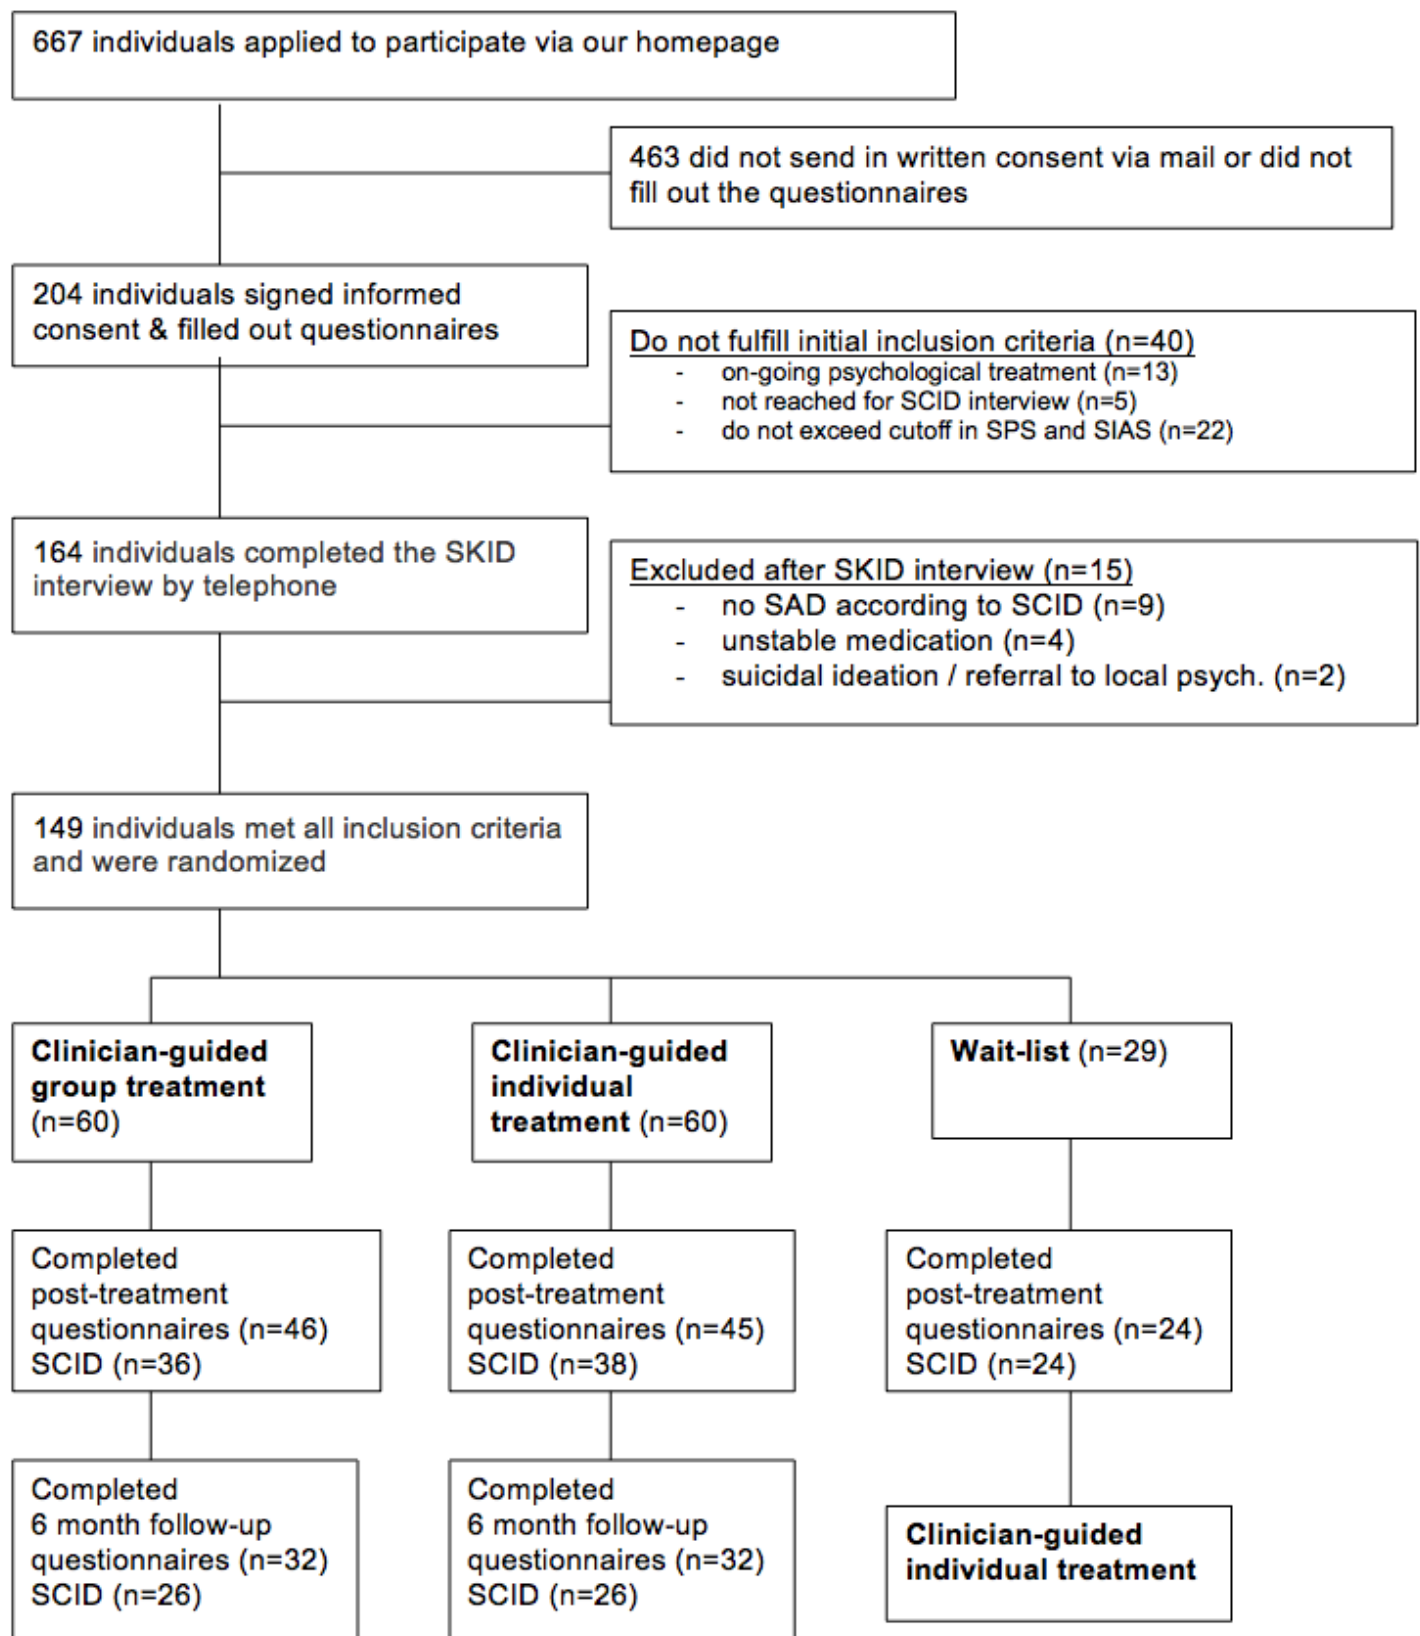 667 individuals applied to participate via our homepage
463 did not send in written consent via mail or did not
fill out the questionnaires
204 individuals signed informed
consent & filled out questionnaires
Do not fulfill initial inclusion criteria (n=40)
- on-going psychological treatment (n=13)
- not reached for SCID interview (n=5)
- do not exceed cutoff in SPS and SIAS (n=22)
164 individuals completed the SKID
interview by telephone
Excluded after SKID interview (n=15)
- no SAD according to SCID (n=9)
- unstable medication (n=4)
- suicidal ideation / referral to local psych. (n=2)
149 individuals met all inclusion criteria
and were randomized
Clinician-guided
group treatment
(n=60)
Clinician-guided
individual
treatment (n=60)
Wait-list (n=29)
Completed
post-treatment
questionnaires (n=46)
SCID (n=36)
Completed
post-treatment
questionnaires (n=45)
SCID (n=38)
Completed
post-treatment
questionnaires (n=24)
SCID (n=24)
Completed
6 month follow-up
questionnaires (n=32)
SCID (n=26)
Completed
6 month follow-up
questionnaires (n=32)
SCID (n=26)
Clinician-guided
individual treatment